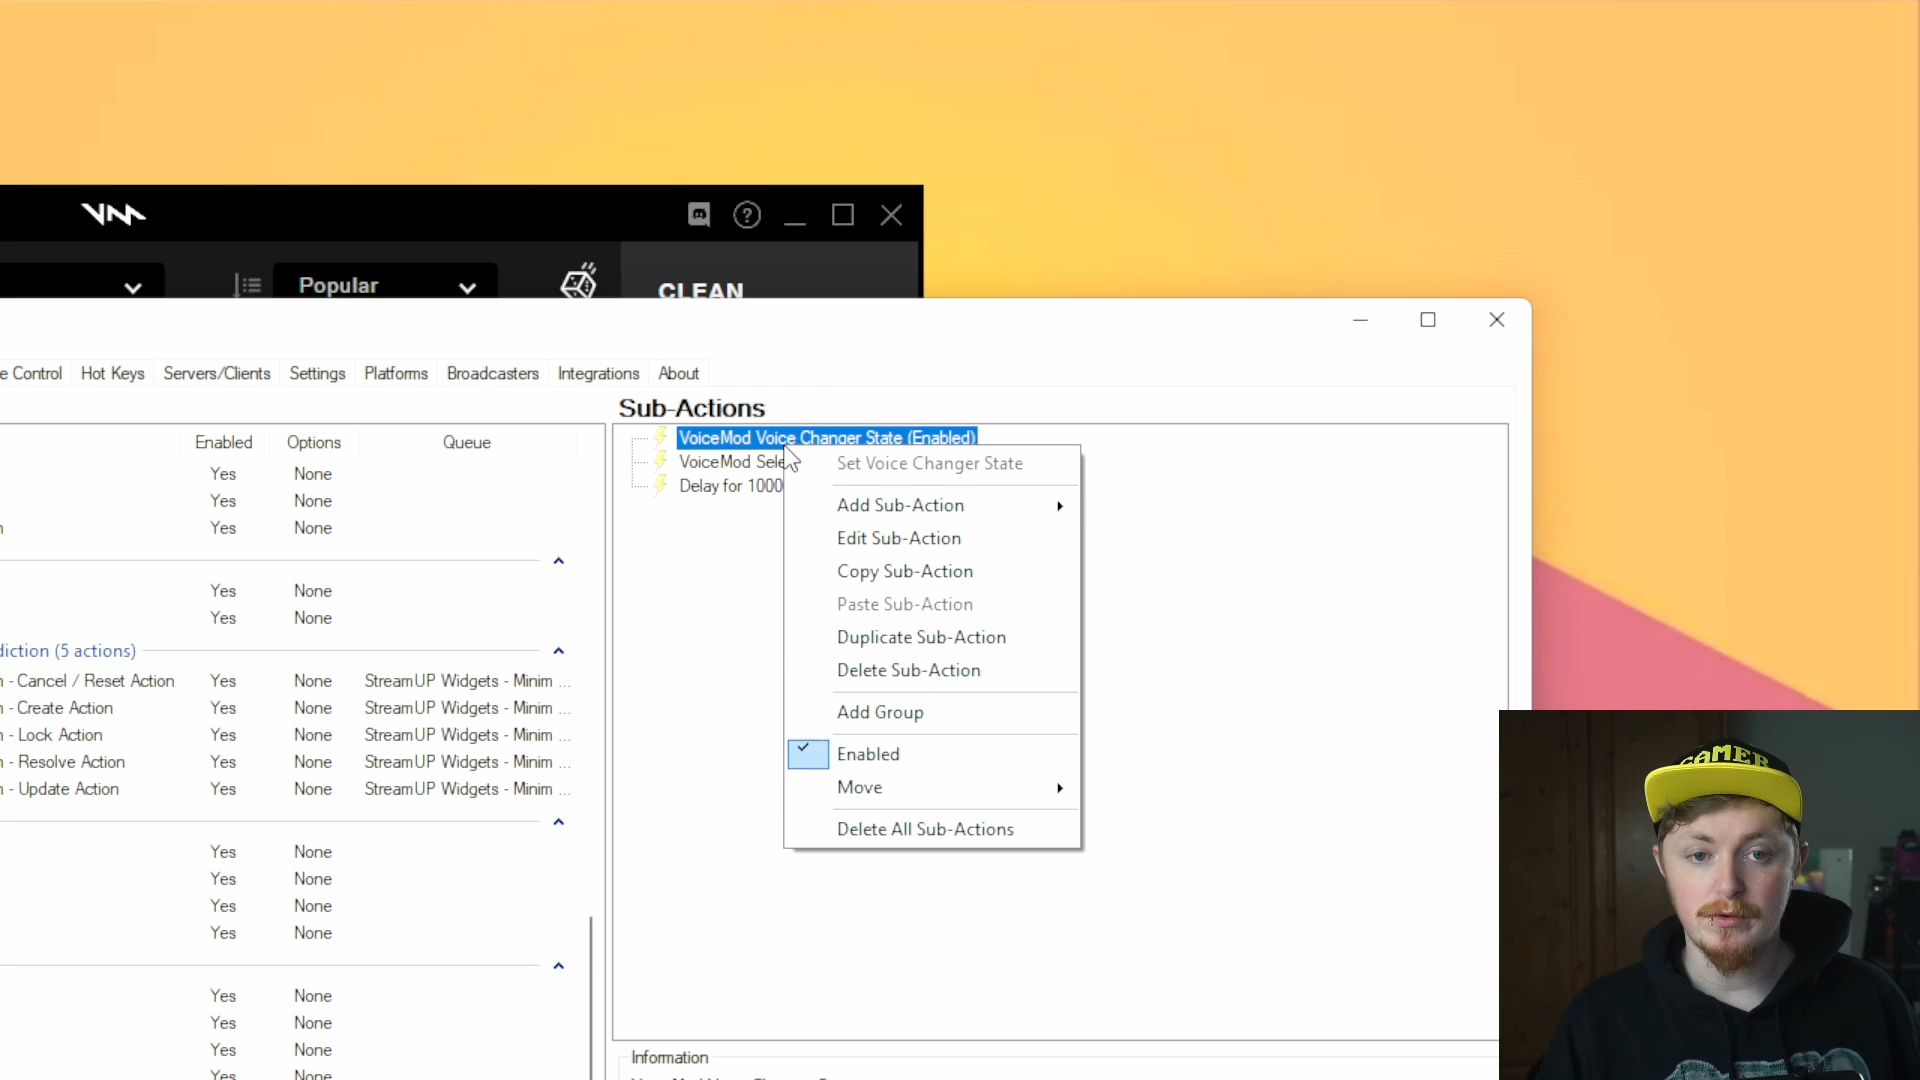 Popular
CLEAN
e Control Hot Keys Servers/Clients Settings Platforms Broadcasters Integrations About
Sub-Actions
Enabled Options Queue
Yes None
Yes None
n Yes None
Yes None
Yes None
diction (5 actions)
n - Cancel / Reset Action Yes None StreamUP Widgets - Minim ...
n - Create Action Yes None StreamUP Widgets - Minim ...
n - Lock Action Yes None StreamUP Widgets - Minim ...
n - Resolve Action Yes None StreamUP Widgets - Minim ...
n - Update Action Yes None StreamUP Widgets - Minim ...
Yes None
Yes None
Yes None
Yes None
Yes None
Yes None
Yes None
Yes None
VoiceMod Voice Changer State (Enabled)
VoiceMod Sele
Delay for 1000
Set Voice Changer State
Add Sub-Action
Edit Sub-Action
Copy Sub-Action
Paste Sub-Action
Duplicate Sub-Action
Delete Sub-Action
Add Group
Enabled
Move
Delete All Sub-Actions
Information
GAMER